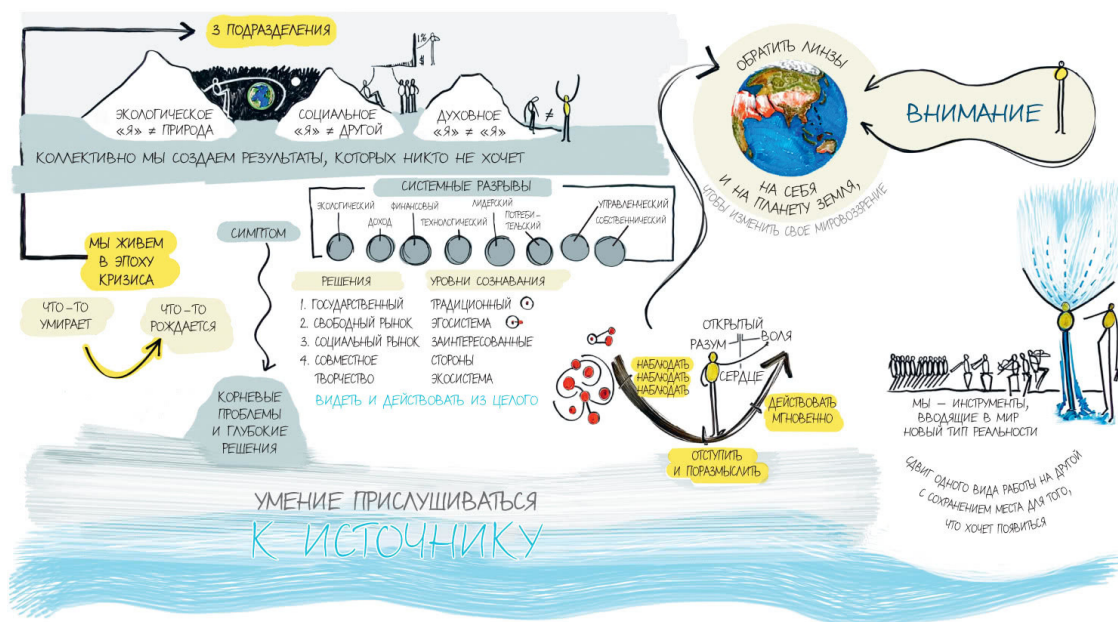 3 ПОДРАЗДЕЛЕНИЯ
ЭКОЛОГИЧЕСКОЕ
«Я» ≠ ПРИРОДА
СОЦИАЛЬНОЕ
«Я» ≠ ДРУГОЙ
ДУХОВНОЕ
«Я» ≠ «Я»
≠
1%
КОЛЛЕКТИВНО МЫ СОЗДАЕМ РЕЗУЛЬТАТЫ, КОТОРЫХ НИКТО НЕ ХОЧЕТ
МЫ ЖИВЕМ
В ЭПОХУ
КРИЗИСА
ЧТО-ТО
УМИРАЕТ
ЧТО-ТО
РОЖДАЕТСЯ
СИМПТОМ
КОРНЕВЫЕ
ПРОБЛЕМЫ
И ГЛУБОКИЕ
РЕШЕНИЯ
СИСТЕМНЫЕ РАЗРЫВЫ
ЭКОЛОГИЧЕСКИЙ
ДОХОД
ФИНАНСОВЫЙ
ТЕХНОЛОГИЧЕСКИЙ
ЛИДЕРСКИЙ
ПОТРЕБИ-
ТЕЛЬСКИЙ
УПРАВЛЕНЧЕСКИЙ
СОБСТВЕННИЧЕСКИЙ
РЕШЕНИЯ
1. ГОСУДАРСТВЕННЫЙ
2. СВОБОДНЫЙ РЫНОК
3. СОЦИАЛЬНЫЙ РЫНОК
4. СОВМЕСТНОЕ
ТВОРЧЕСТВО
УРОВНИ СОЗНАВАНИЯ
ТРАДИЦИОННЫЙ
ЭГОСИСТЕМА
ЗАИНТЕРЕСОВАННЫЕ
СТОРОНЫ
ЭКОСИСТЕМА
ВИДЕТЬ И ДЕЙСТВОВАТЬ ИЗ ЦЕЛОГО
НАБЛЮДАТЬ
НАБЛЮДАТЬ
НАБЛЮДАТЬ
ОТКРЫТЫЙ
РАЗУМ
ВОЛЯ
СЕРДЦЕ
ДЕЙСТВОВАТЬ
МГНОВЕННО
ОТСТУПИТЬ
И ПОРАЗМЫСЛИТЬ
ОБРАТИТЬ ЛИНЗЫ
НА СЕБЯ
И НА ПЛАНЕТУ ЗЕМЛЯ,
ЧТОБЫ ИЗМЕНИТЬ СВОЕ МИРОВОЗЗРЕНИЕ
ВНИМАНИЕ
МЫ – ИНСТРУМЕНТЫ,
ВВОДЯЩИЕ В МИР
НОВЫЙ ТИП РЕАЛЬНОСТИ
СДВИГ ОДНОГО ВИДА РАБОТЫ НА ДРУГОЙ
С СОХРАНЕНИЕМ МЕСТА ДЛЯ ТОГО,
ЧТО ХОЧЕТ ПОЯВИТЬСЯ
УМЕНИЕ ПРИСЛУШИВАТЬСЯ
К ИСТОЧНИКУ